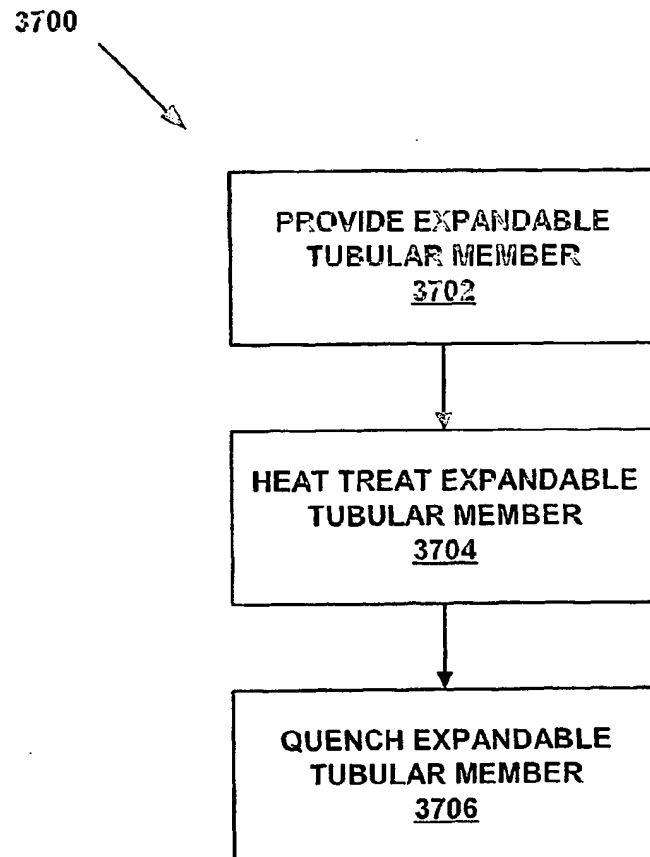 3700
PROVIDE EXPANDABLE
TUBULAR MEMBER
3702
HEAT TREAT EXPANDABLE
TUBULAR MEMBER
3704
QUENCH EXPANDABLE
TUBULAR MEMBER
3706